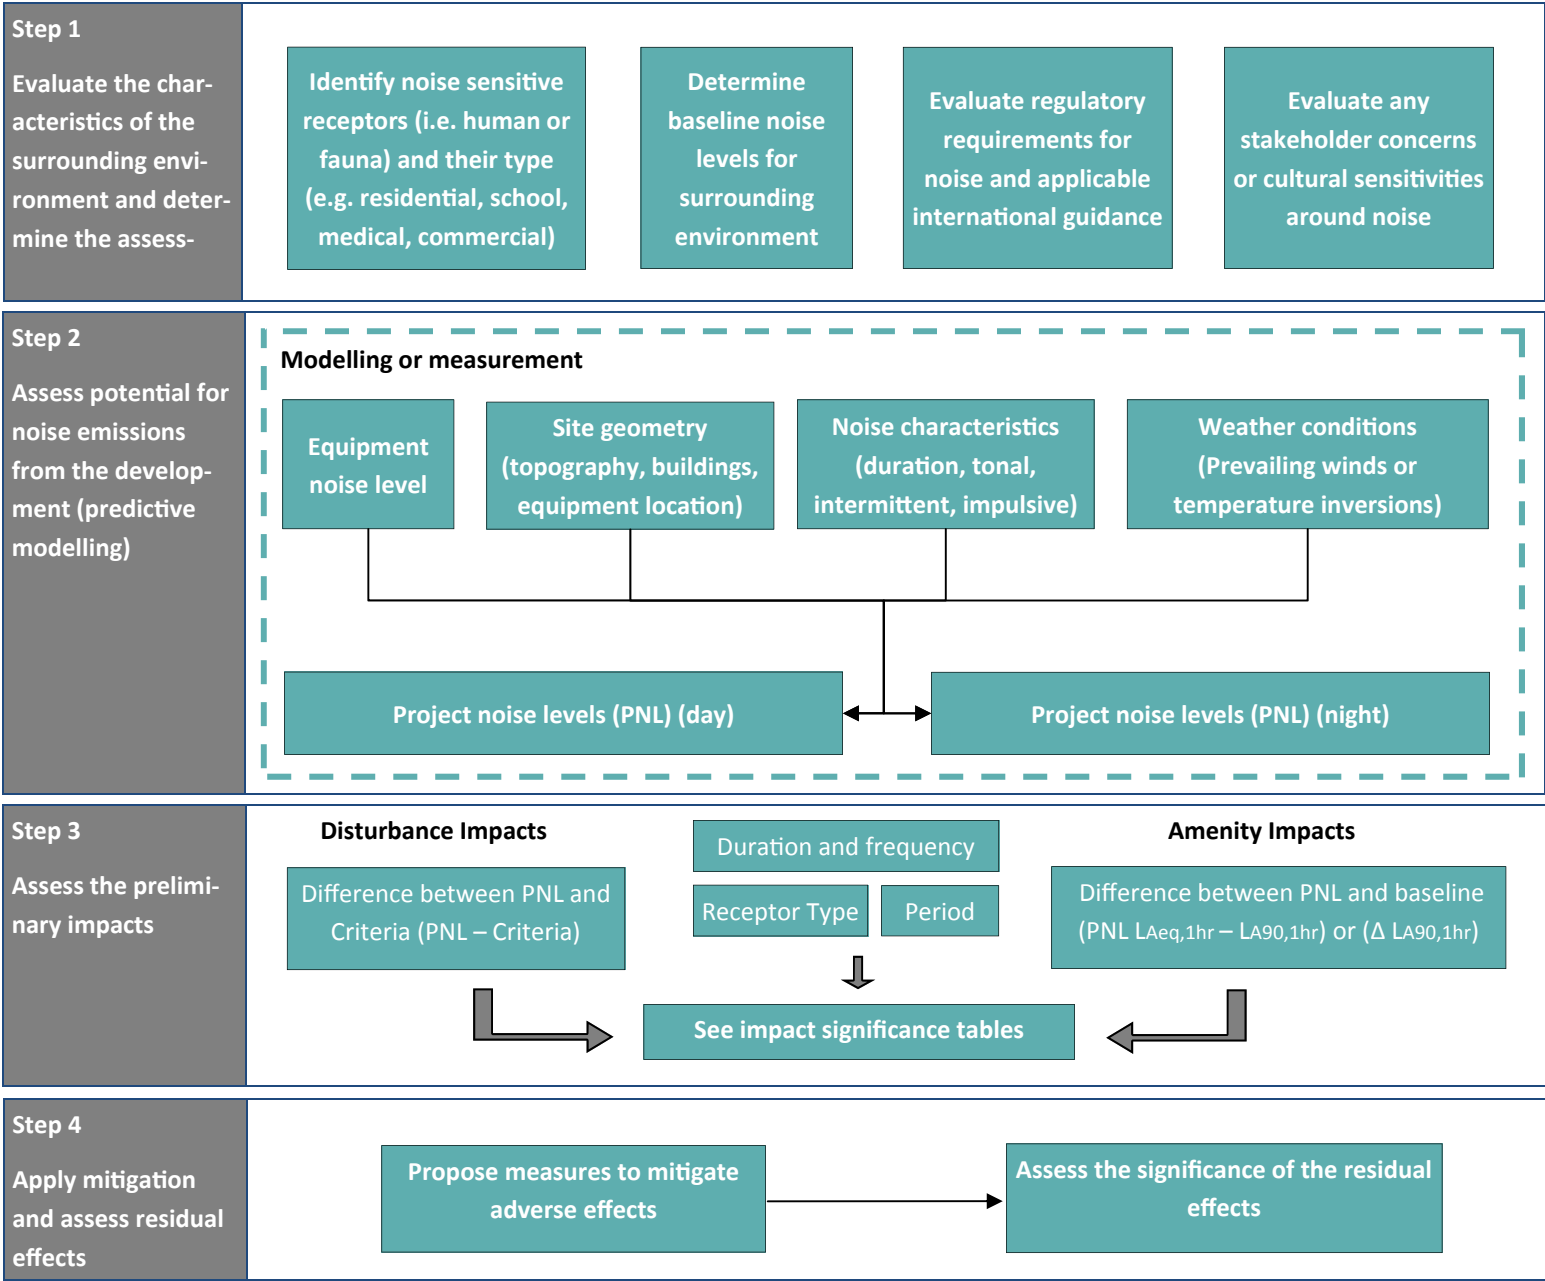 Step 1
Evaluate the char-
acteristics of the
surrounding envi-
ronment and deter-
mine the assess-
Identify noise sensitive
receptors (i.e. human or
fauna) and their type
(e.g. residential, school,
medical, commercial)
Determine
baseline noise
levels for
surrounding
environment
Evaluate regulatory
requirements for
noise and applicable
international guidance
Evaluate any
stakeholder concerns
or cultural sensitivities
around noise
Step 2
Assess potential for
noise emissions
from the develop-
ment (predictive
modelling)
Modelling or measurement
Equipment
noise level
Site geometry
(topography, buildings,
equipment location)
Noise characteristics
(duration, tonal,
intermittent, impulsive)
Weather conditions
(Prevailing winds or
temperature inversions)
Project noise levels (PNL) (day)
Project noise levels (PNL) (night)
Step 3
Assess the prelimi-
nary impacts
Disturbance Impacts
Difference between PNL and
Criteria (PNL – Criteria)
Duration and frequency
Receptor Type
Period
Amenity Impacts
Difference between PNL and baseline
(PNL LAeq,1hr – LA90,1hr) or (Δ LA90,1hr)
See impact significance tables
Step 4
Apply mitigation
and assess residual
effects
Propose measures to mitigate
adverse effects
Assess the significance of the residual
effects